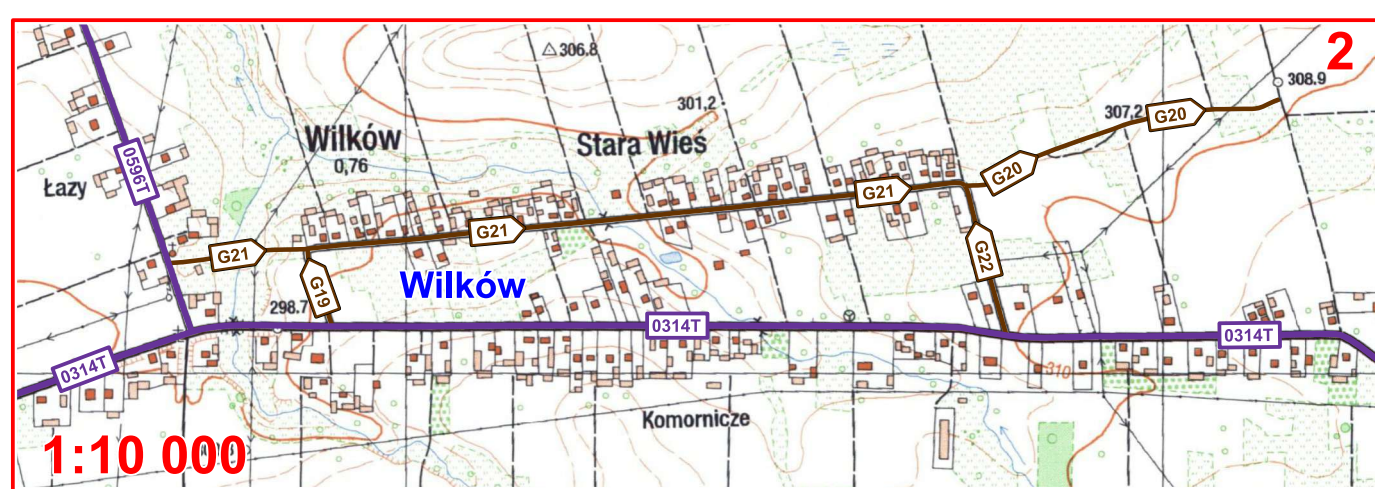 2
306.8
308.9
301,2
307,2
G20
Wilków
0,76
Stara Wieś
0596T
Łazy
G20
G21
G21
G21
G22
G19
Wilków
298.7
0314T
0314T
0314T
310
Komornicze
1:10 000